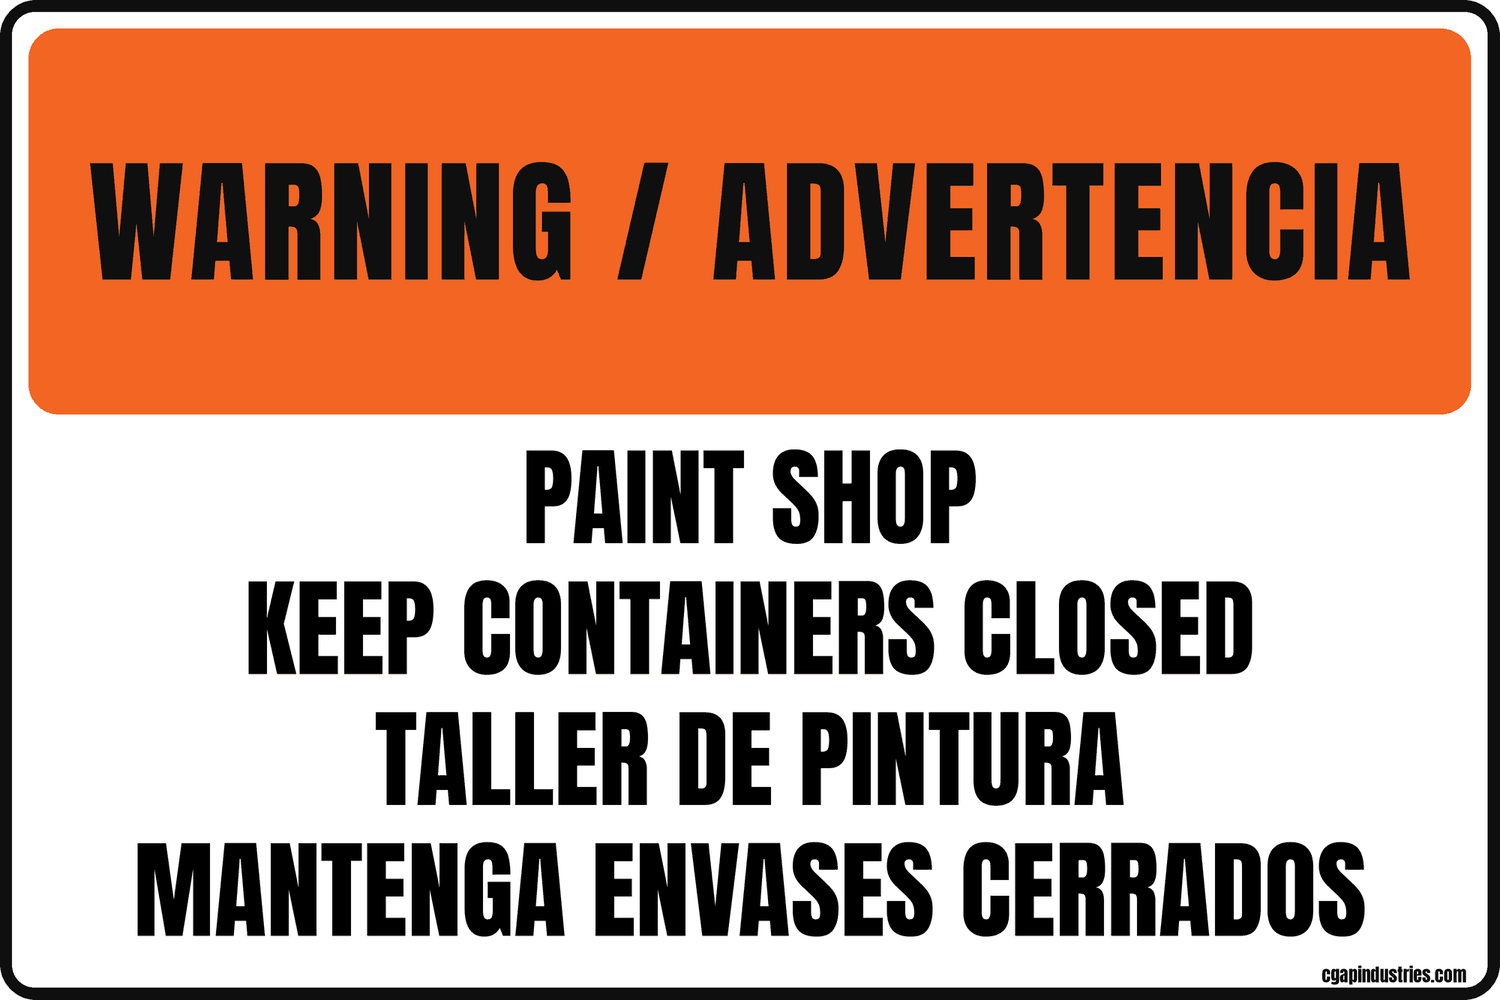 WARNING / ADVERTENCIA
PAINT SHOP
KEEP CONTAINERS CLOSED
TALLER DE PINTURA
MANTENGA ENVASES CERRADOS
cgapindustries.com